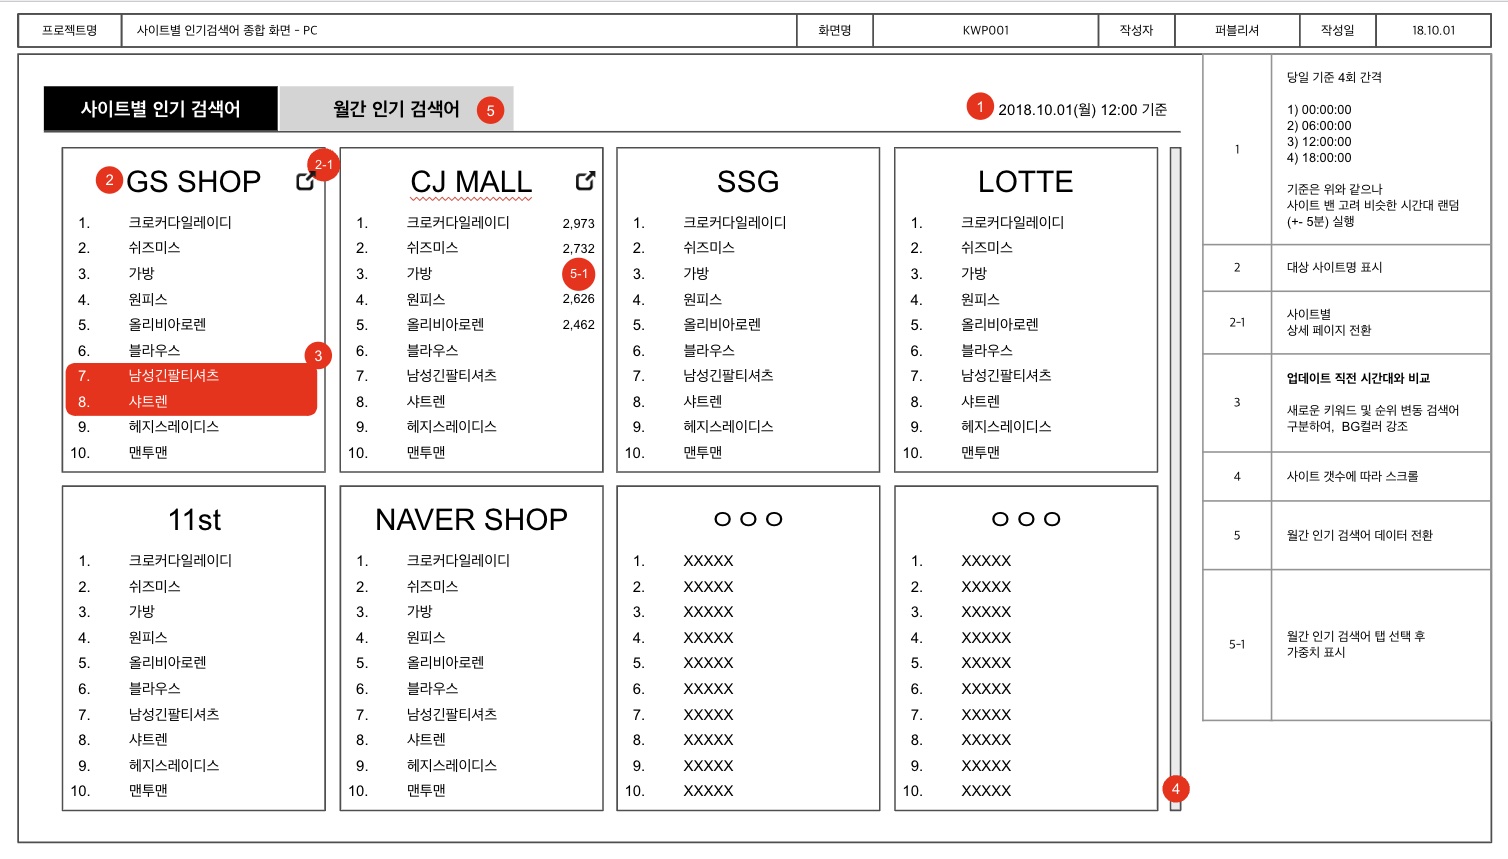 프로젝트명 사이트별 인기검색어 종합 화면 - PC 화면명 KWP001 작성자 퍼블리셔 작성일 18.10.01
사이트별 인기 검색어 월간 인기 검색어 5
1 2018.10.01(월) 12:00 기준
2 GS SHOP 2-1
1. 크로커다일레이디
2. 쉬즈미스
3. 가방
4. 원피스
5. 올리비아로렌
6. 블라우스
3
7. 남성긴팔티셔츠
8. 샤트렌
9. 헤지스레이디스
10. 맨투맨
CJ MALL
1. 크로커다일레이디 2,973
2. 쉬즈미스 2,732
3. 가방 5-1
4. 원피스 2,626
5. 올리비아로렌 2,462
6. 블라우스
7. 남성긴팔티셔츠
8. 샤트렌
9. 헤지스레이디스
10. 맨투맨
SSG
1. 크로커다일레이디
2. 쉬즈미스
3. 가방
4. 원피스
5. 올리비아로렌
6. 블라우스
7. 남성긴팔티셔츠
8. 샤트렌
9. 헤지스레이디스
10. 맨투맨
LOTTE
1. 크로커다일레이디
2. 쉬즈미스
3. 가방
4. 원피스
5. 올리비아로렌
6. 블라우스
7. 남성긴팔티셔츠
8. 샤트렌
9. 헤지스레이디스
10. 맨투맨
11st
1. 크로커다일레이디
2. 쉬즈미스
3. 가방
4. 원피스
5. 올리비아로렌
6. 블라우스
7. 남성긴팔티셔츠
8. 샤트렌
9. 헤지스레이디스
10. 맨투맨
NAVER SHOP
1. 크로커다일레이디
2. 쉬즈미스
3. 가방
4. 원피스
5. 올리비아로렌
6. 블라우스
7. 남성긴팔티셔츠
8. 샤트렌
9. 헤지스레이디스
10. 맨투맨
ㅇㅇㅇ
1. XXXXX
2. XXXXX
3. XXXXX
4. XXXXX
5. XXXXX
6. XXXXX
7. XXXXX
8. XXXXX
9. XXXXX
10. XXXXX
ㅇㅇㅇ
1. XXXXX
2. XXXXX
3. XXXXX
4. XXXXX
5. XXXXX
6. XXXXX
7. XXXXX
8. XXXXX
9. XXXXX
10. XXXXX
4
1
당일 기준 4회 간격
1) 00:00:00
2) 06:00:00
3) 12:00:00
4) 18:00:00
기준은 위와 같으나
사이트 밴 고려 비슷한 시간대 랜덤
(+- 5분) 실행
2 대상 사이트명 표시
2-1
사이트별
상세 페이지 전환
3
업데이트 직전 시간대와 비교
새로운 키워드 및 순위 변동 검색어
구분하여, BG컬러 강조
4 사이트 갯수에 따라 스크롤
5 월간 인기 검색어 데이터 전환
5-1
월간 인기 검색어 탭 선택 후
가중치 표시